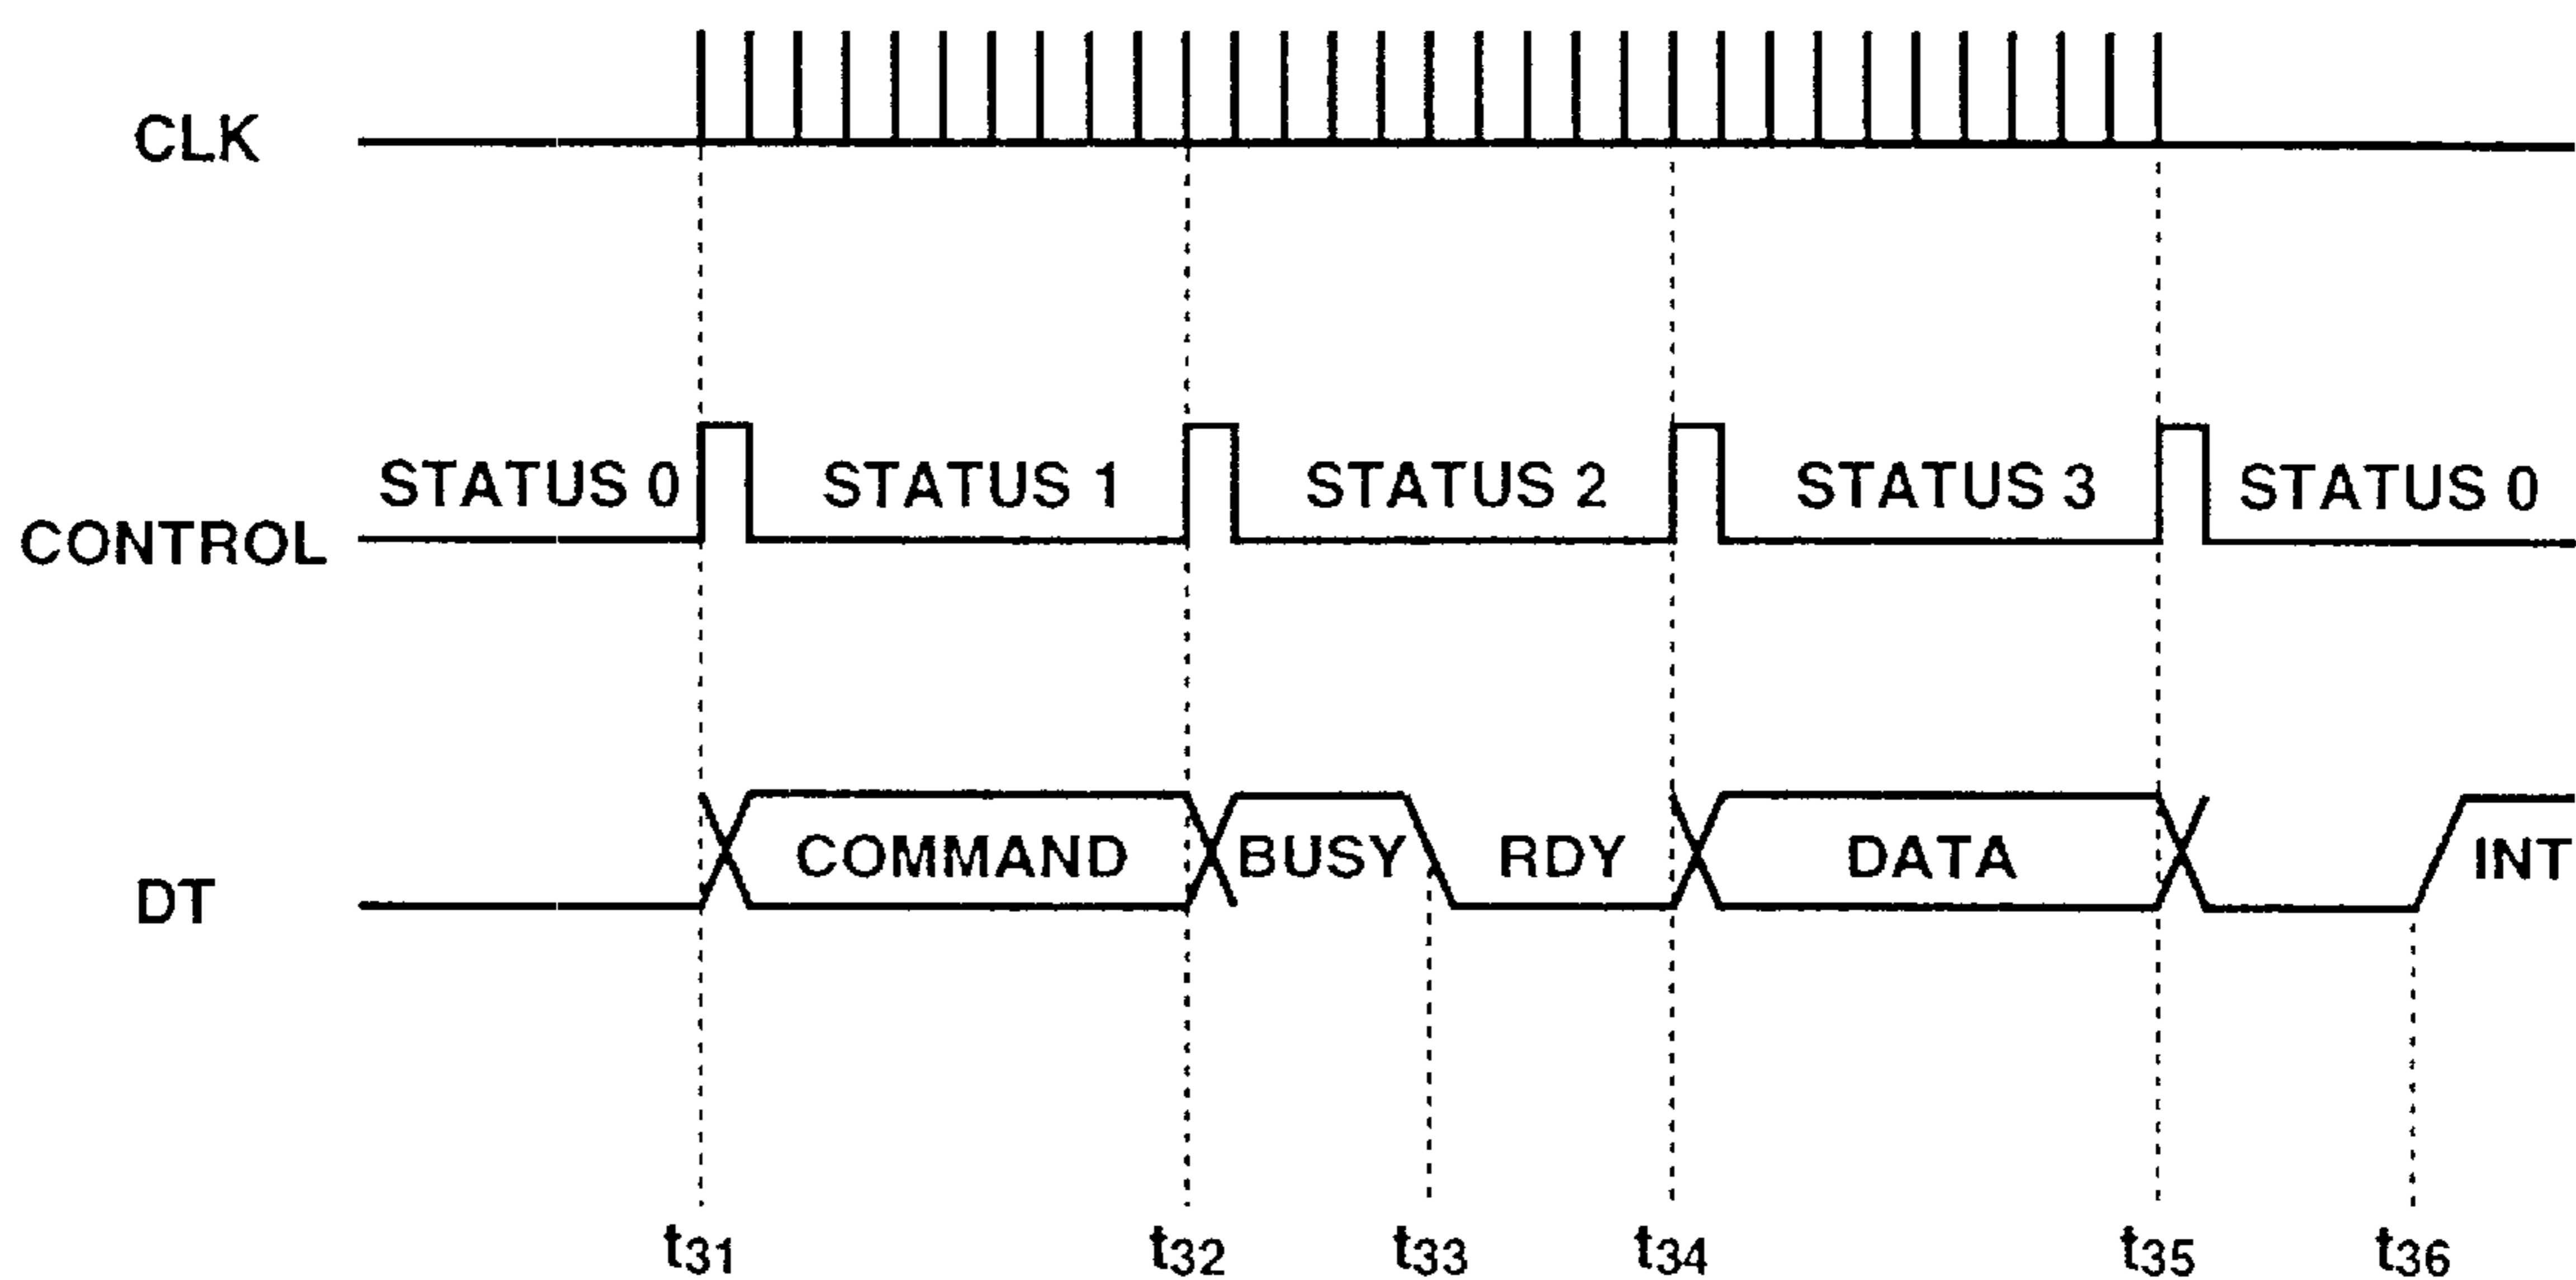 CLK
STATUS 0 STATUS 1 STATUS 2 STATUS 3 STATUS 0
CONTROL
COMMAND BUSY RDY DATA INT
DT
t31 t32 t33 t34 t35 t36